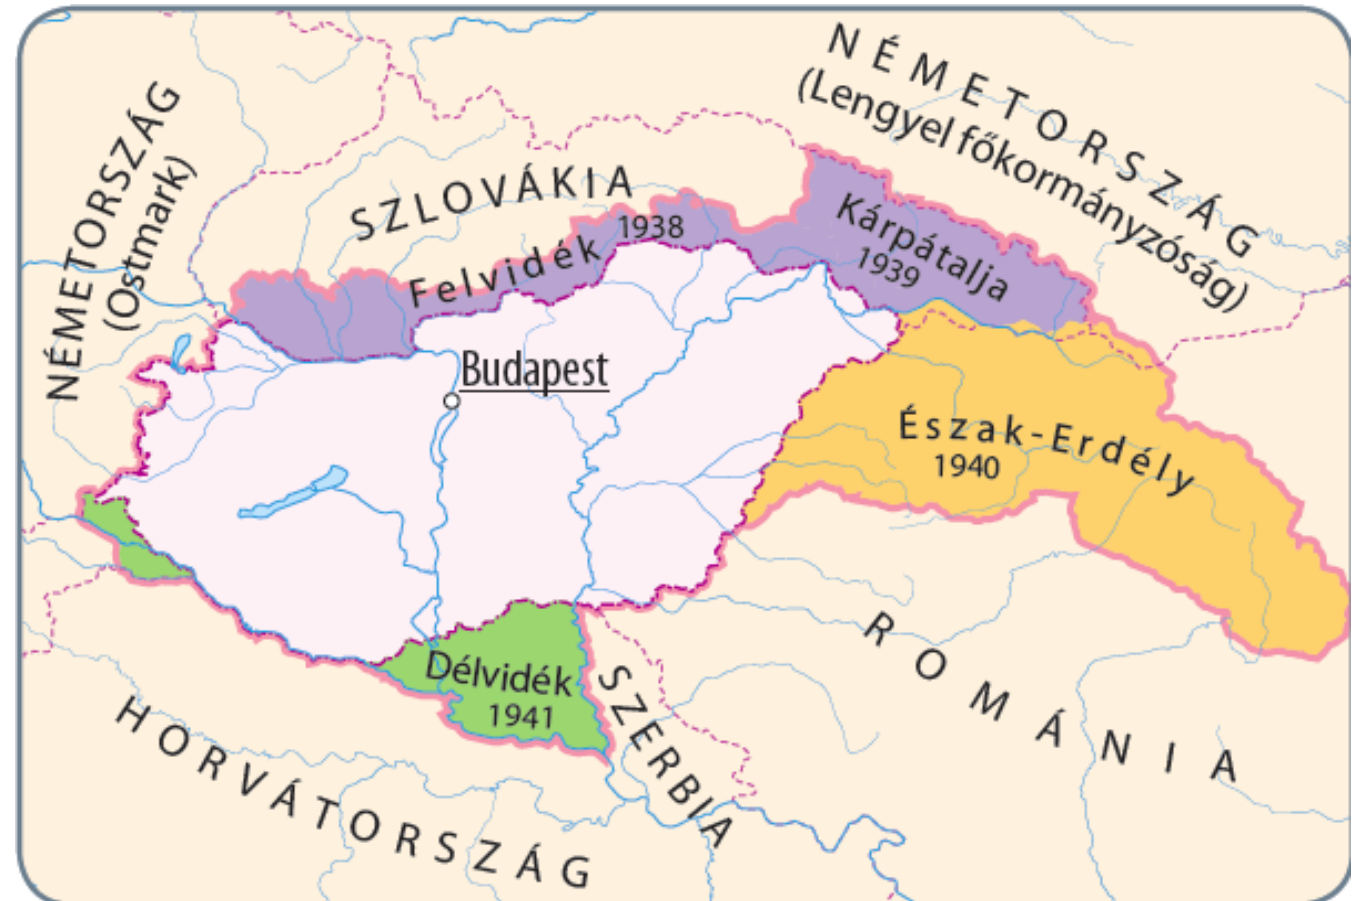 NÉMETORSZÁG
(Lengyel főkormányzóság)
NÉMETORSZÁG
(Ostmark)
SZLOVÁKIA
Felvidék
1938
Kárpátalja
1939
Budapest
Észak-Erdély
1940
Délvidék
1941
SZERBIA
ROMÁNIA
HORVÁTORSZÁG